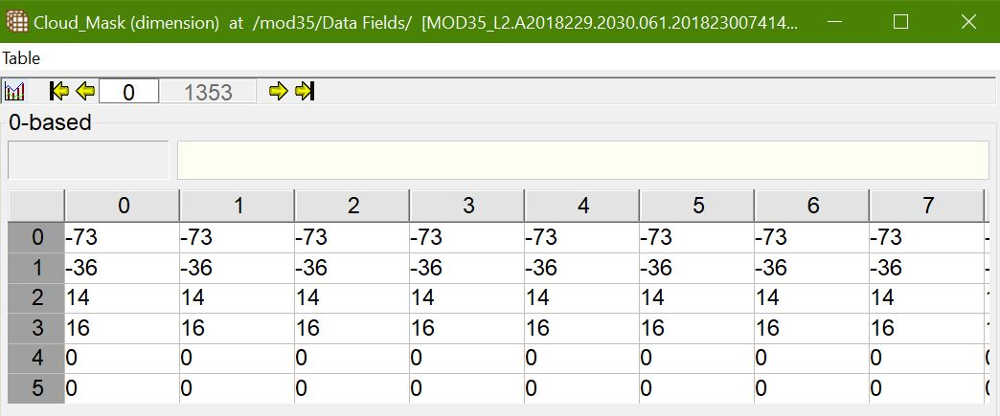 Cloud_Mask (dimension) at /mod35/Data Fields/ [MOD35_L2.A2018229.2030.061.201823007414...
Table
0 1353
0-based
0 1 2 3 4 5 6 7
0 -73 -73 -73 -73 -73 -73 -73 -73
1 -36 -36 -36 -36 -36 -36 -36 -36
2 14 14 14 14 14 14 14 14
3 16 16 16 16 16 16 16 16
4 0 0 0 0 0 0 0 0
5 0 0 0 0 0 0 0 0